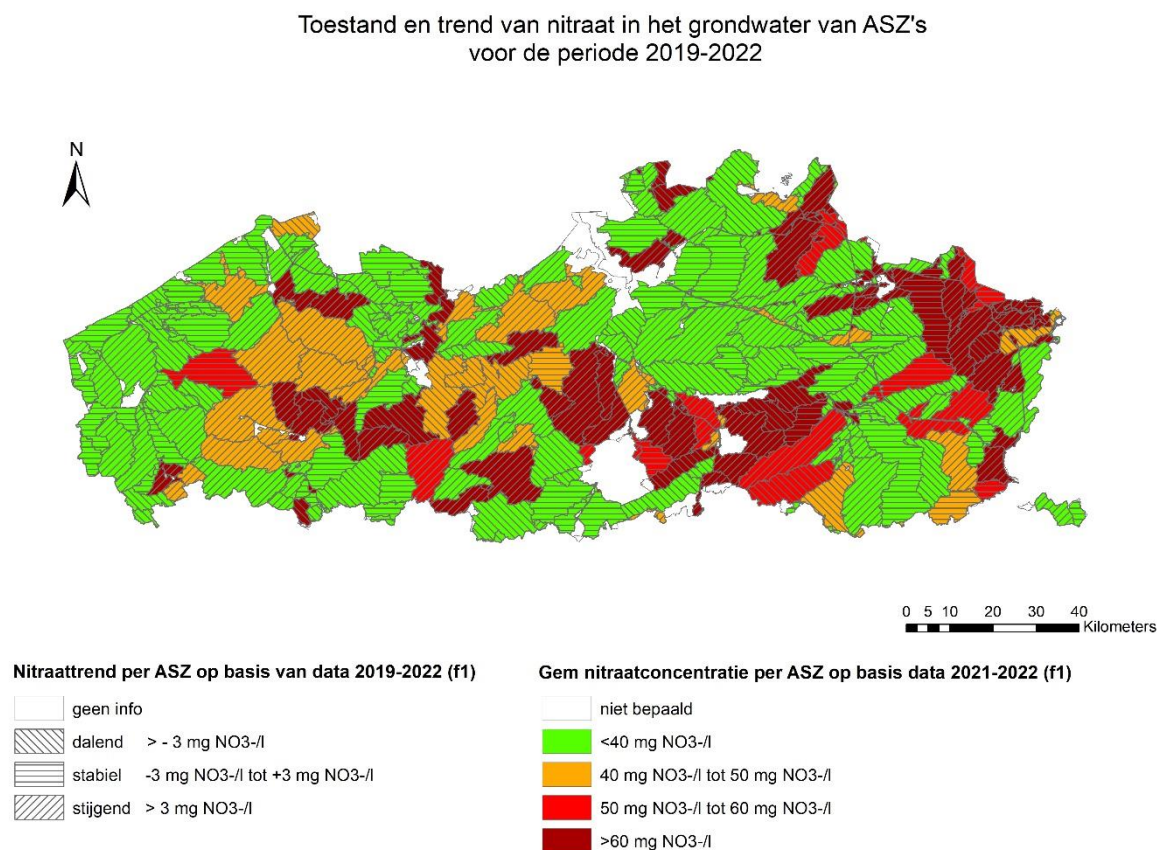 Toestand en trend van nitraat in het grondwater van ASZ's
voor de periode 2019-2022
N
0 5 10 20 30 40
Kilometers
Nitraattrend per ASZ op basis van data 2019-2022 (f1)
geen info
dalend > - 3 mg NO3-/l
stabiel -3 mg NO3-/l tot +3 mg NO3-/l
stijgend > 3 mg NO3-/l
Gem nitraatconcentratie per ASZ op basis data 2021-2022 (f1)
niet bepaald
<40 mg NO3-/l
40 mg NO3-/l tot 50 mg NO3-/l
50 mg NO3-/l tot 60 mg NO3-/l
>60 mg NO3-/l